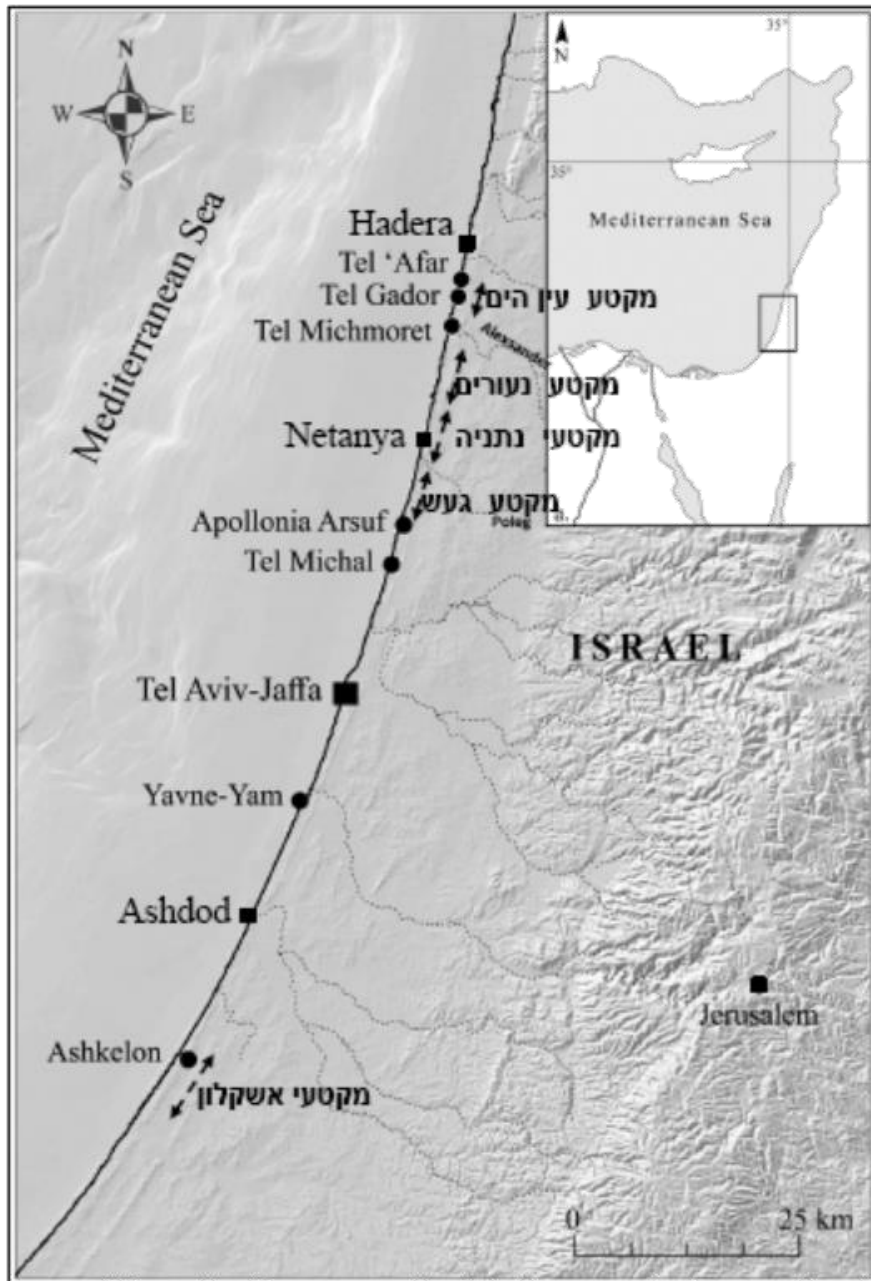 N
W E
S
35°
N
35°
Mediterranean Sea
Mediterranean Sea
Hadera
Tel ‘Afar
Tel Gador
מקטע עין הים
Tel Michmoret
Alexsander
מקטע נעורים
Netanya
מקטעי נתניה
מקטע געש
Apollonia Arsuf
Poleg
Tel Michal
ISRAEL
Tel Aviv-Jaffa
Yavne-Yam
Ashdod
Jerusalem
Ashkelon
מקטעי אשקלון
0 25 km